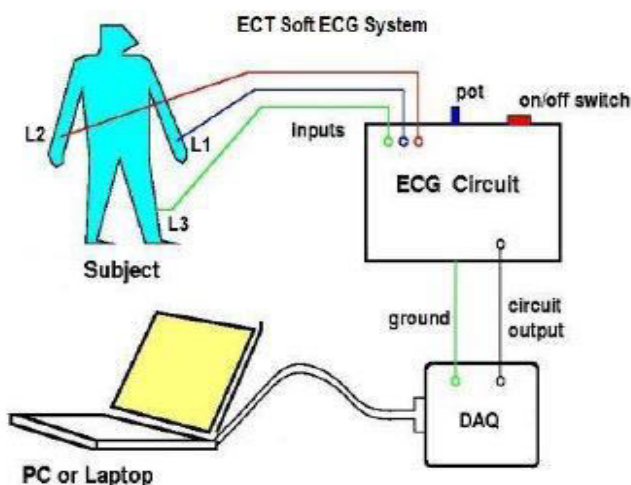 ECT Soft ECG System
pot
on/off switch
inputs
L2
L1
ECG Circuit
L3
Subject
ground
circuit
output
DAQ
PC or Laptop